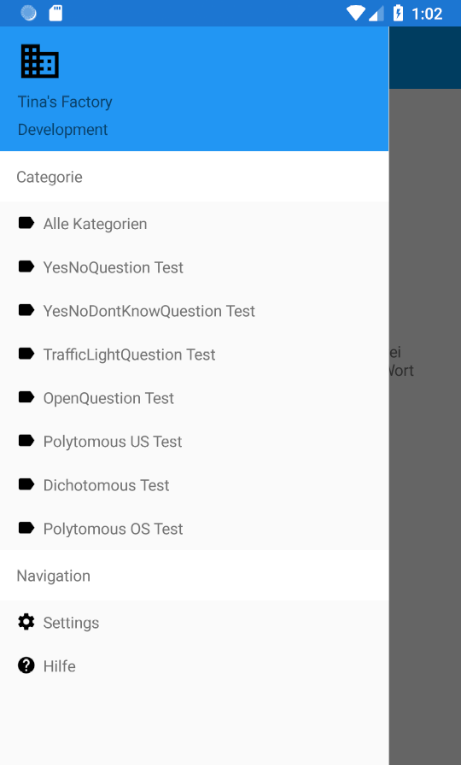 1:02
Tina's Factory
Development
Categorie
Alle Kategorien
YesNoQuestion Test
YesNoDontKnowQuestion Test
TrafficLightQuestion Test
ei
Wort
OpenQuestion Test
Polytomous US Test
Dichotomous Test
Polytomous OS Test
Navigation
Settings
Hilfe